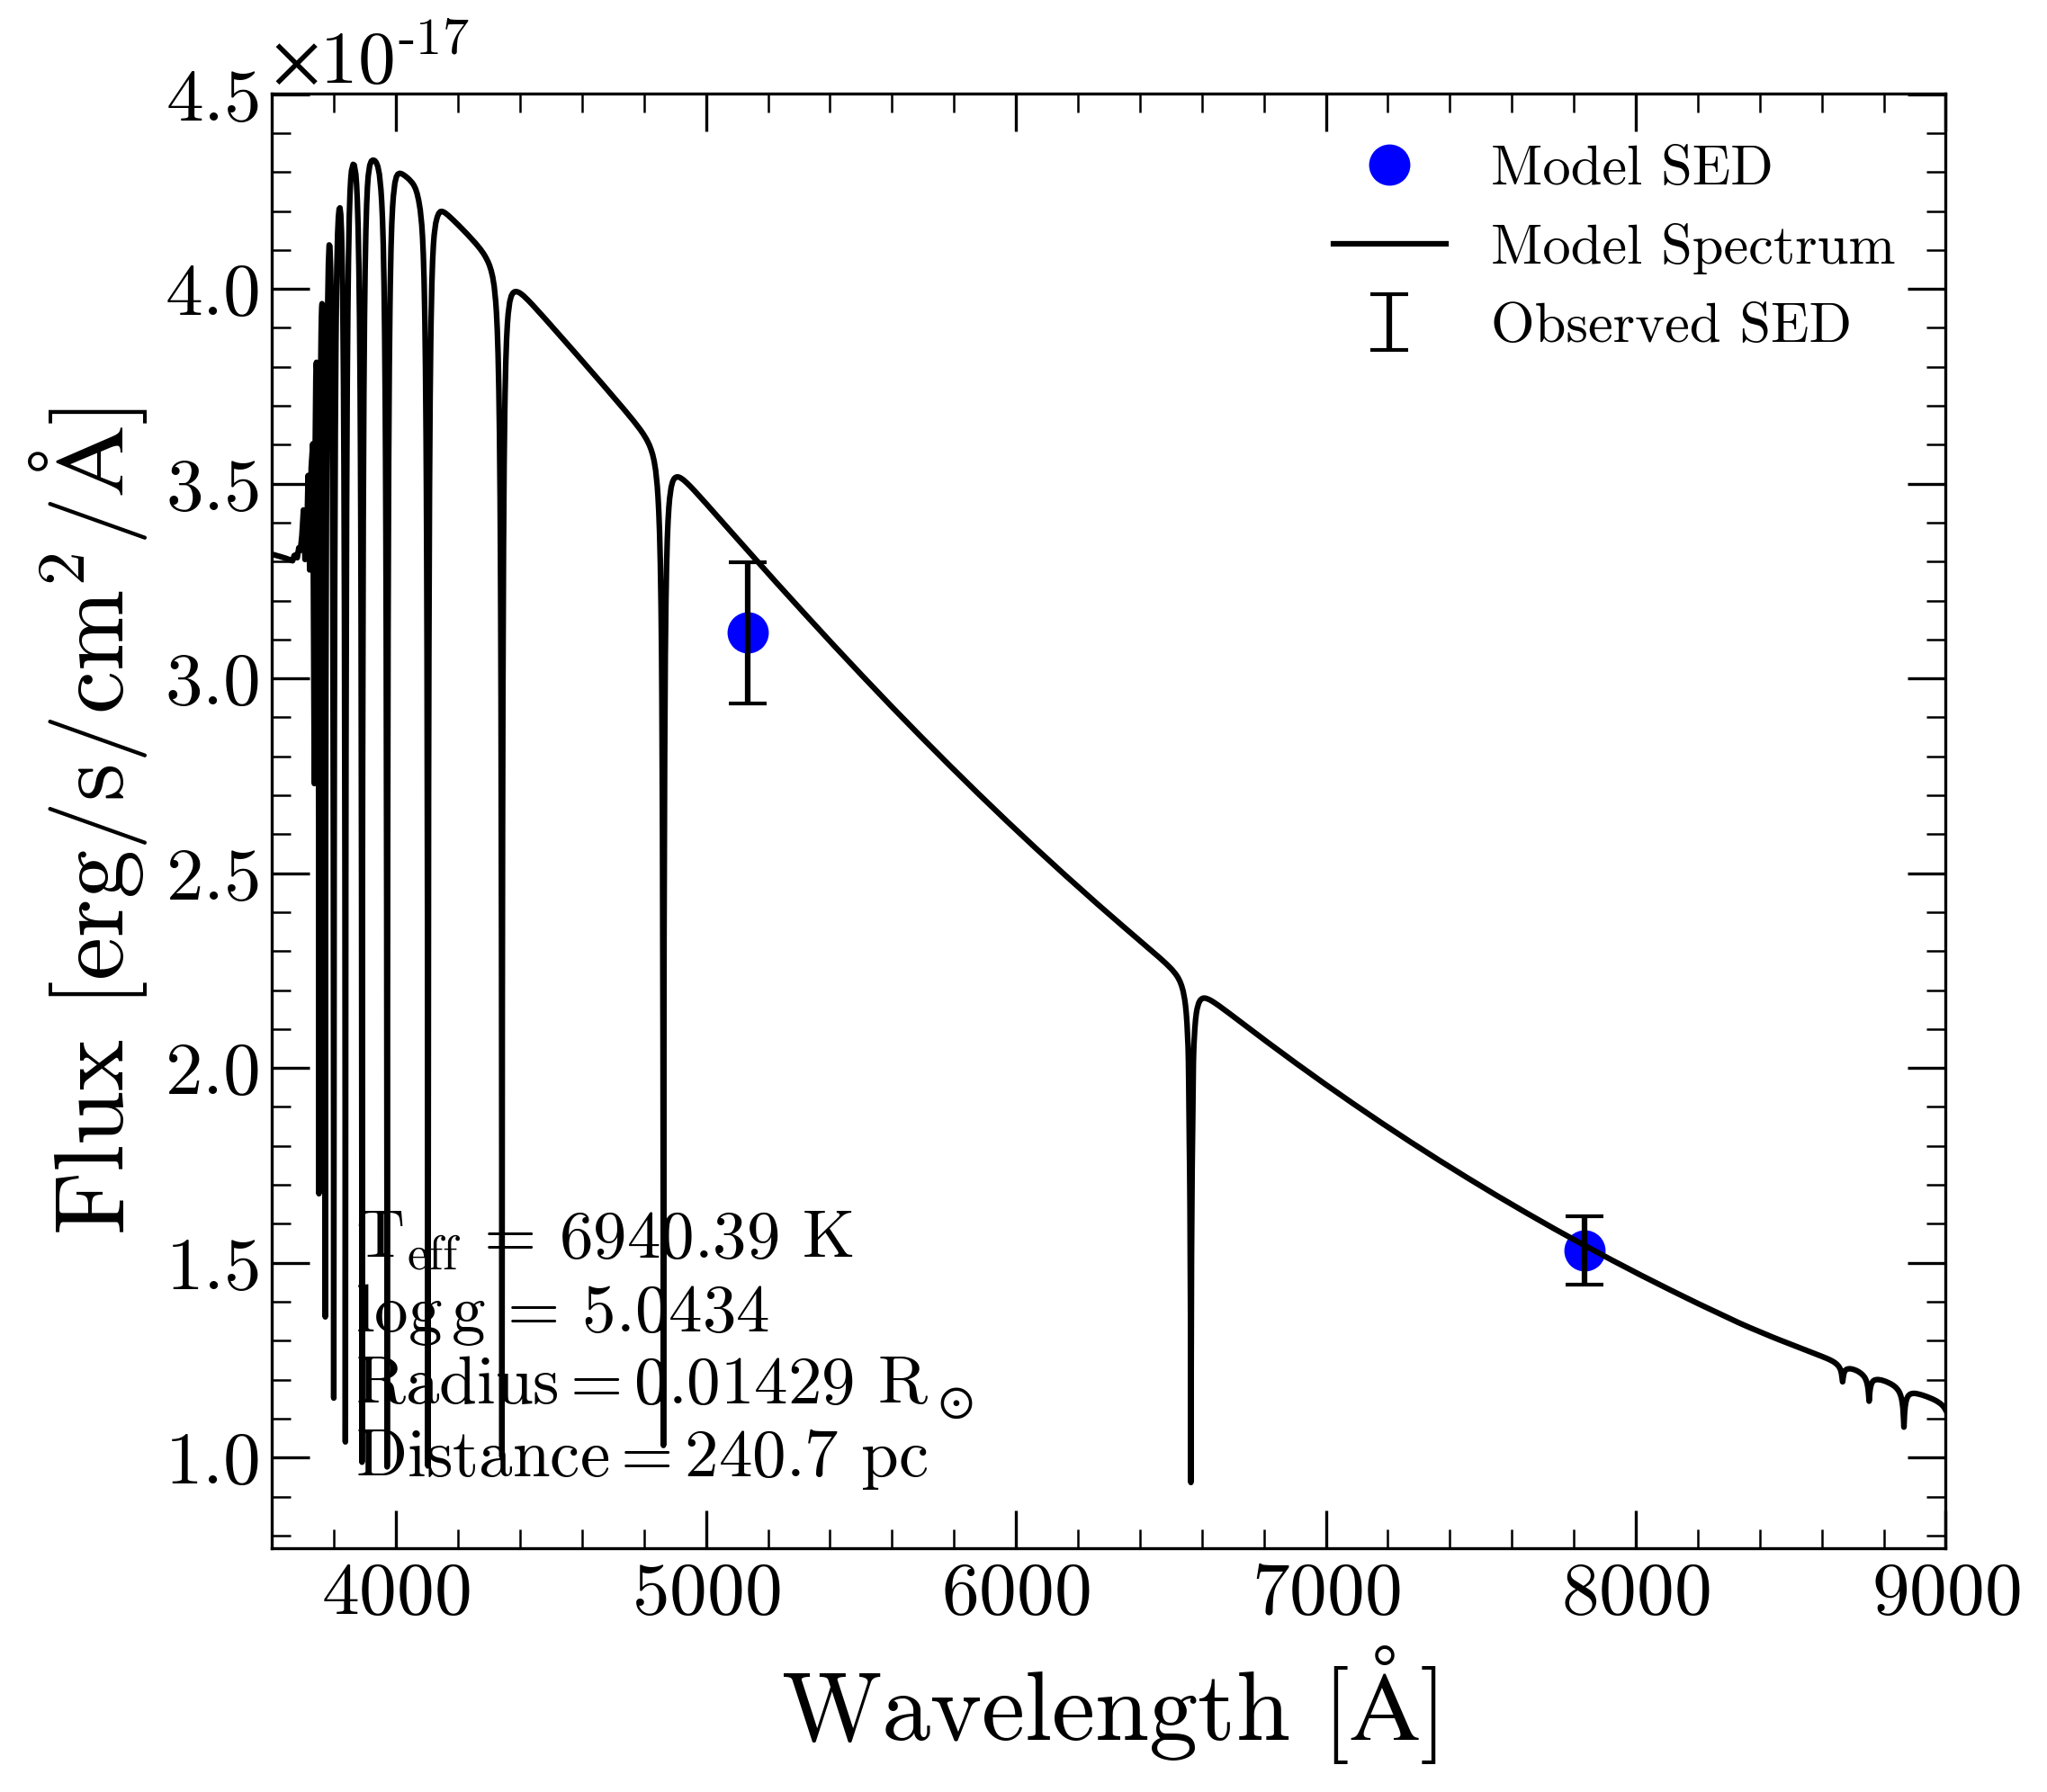 ×10⁻¹⁷
4.5
4.0
3.5
3.0
2.5
2.0
1.5
1.0
Flux [erg/s/cm²/Å]
Model SED
Model Spectrum
Observed SED
T_eff = 6940.39 K
log g = 5.0434
Radius = 0.01429 R_⊙
Distance = 240.7 pc
4000 5000 6000 7000 8000 9000
Wavelength [Å]